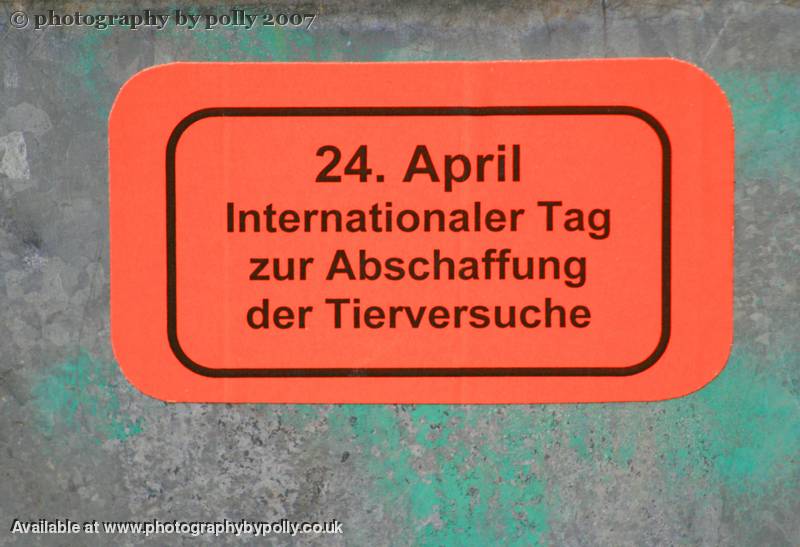 © photography by polly 2007
24. April
Internationaler Tag
zur Abschaffung
der Tierversuche
Available at www.photographybypolly.co.uk